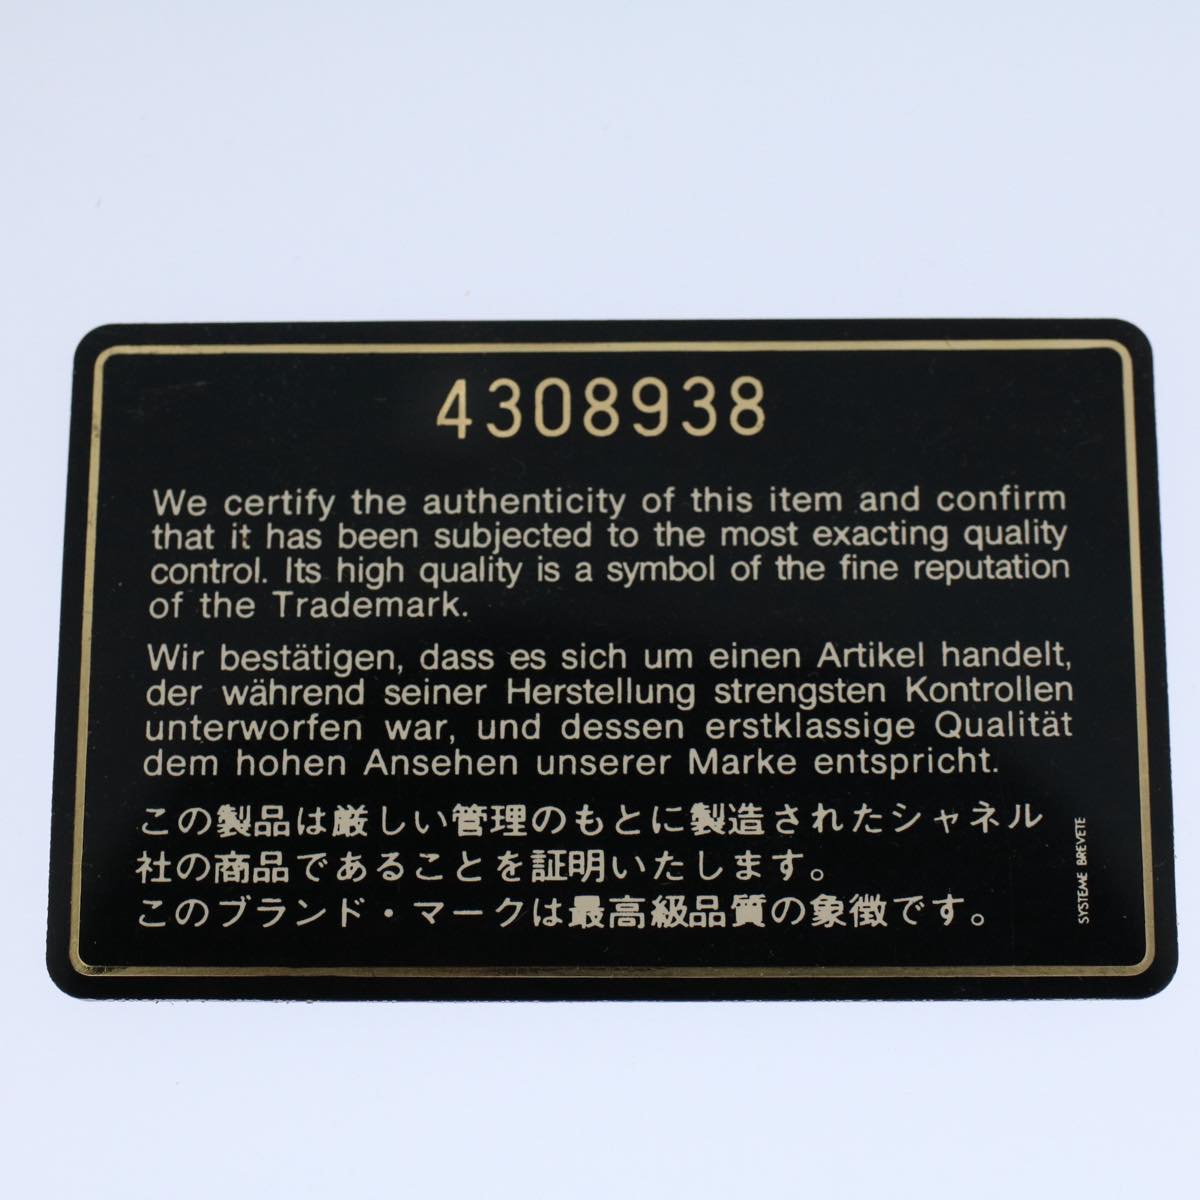 4308938
We certify the authenticity of this item and confirm
that it has been subjected to the most exacting quality
control. Its high quality is a symbol of the fine reputation
of the Trademark.
Wir bestätigen, dass es sich um einen Artikel handelt,
der während seiner Herstellung strengsten Kontrollen
unterworfen war, und dessen erstklassige Qualität
dem hohen Ansehen unserer Marke entspricht.
この製品は厳しい管理のもとに製造されたシャネル
社の商品であることを証明いたします。
このブランド・マークは最高級品質の象徴です。
SYSTEME BREVETE